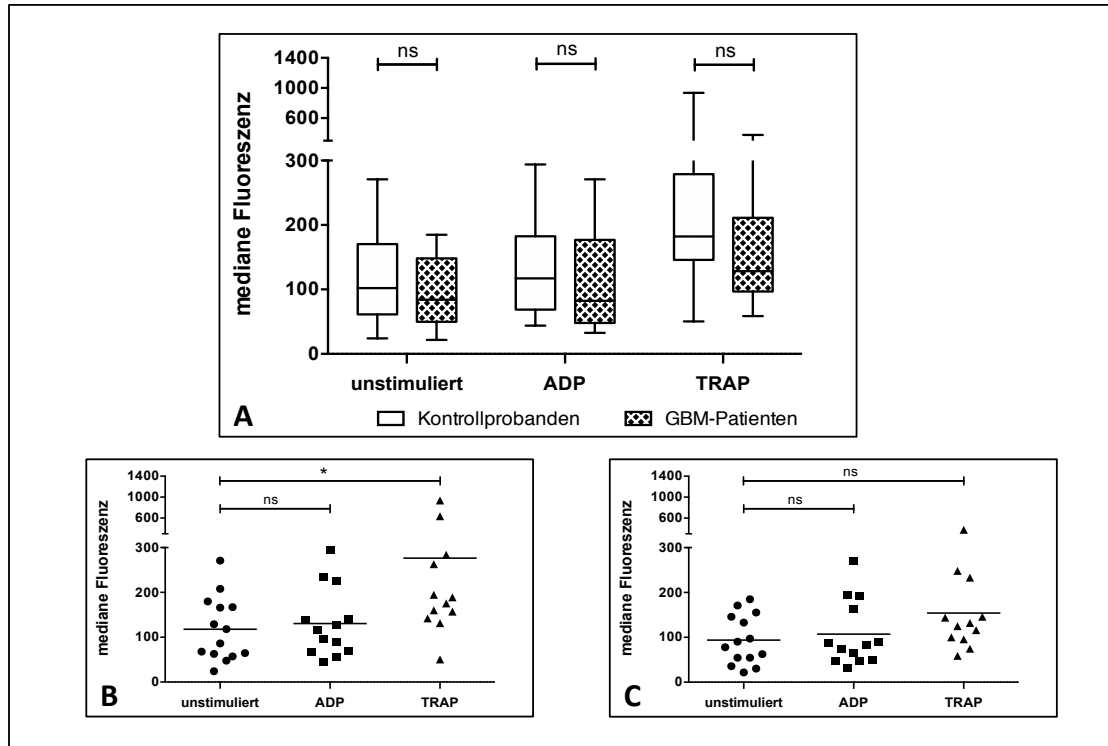 ns ns ns
1400
1000
600
300
200
100
0
mediane Fluoreszenz
unstimuliert ADP TRAP
A
Kontrollprobanden GBM-Patienten
1400
1000
600
300
200
100
0
mediane Fluoreszenz
*
ns
unstimuliert ADP TRAP
B
1400
1000
600
300
200
100
0
mediane Fluoreszenz
ns
ns
unstimuliert ADP TRAP
C